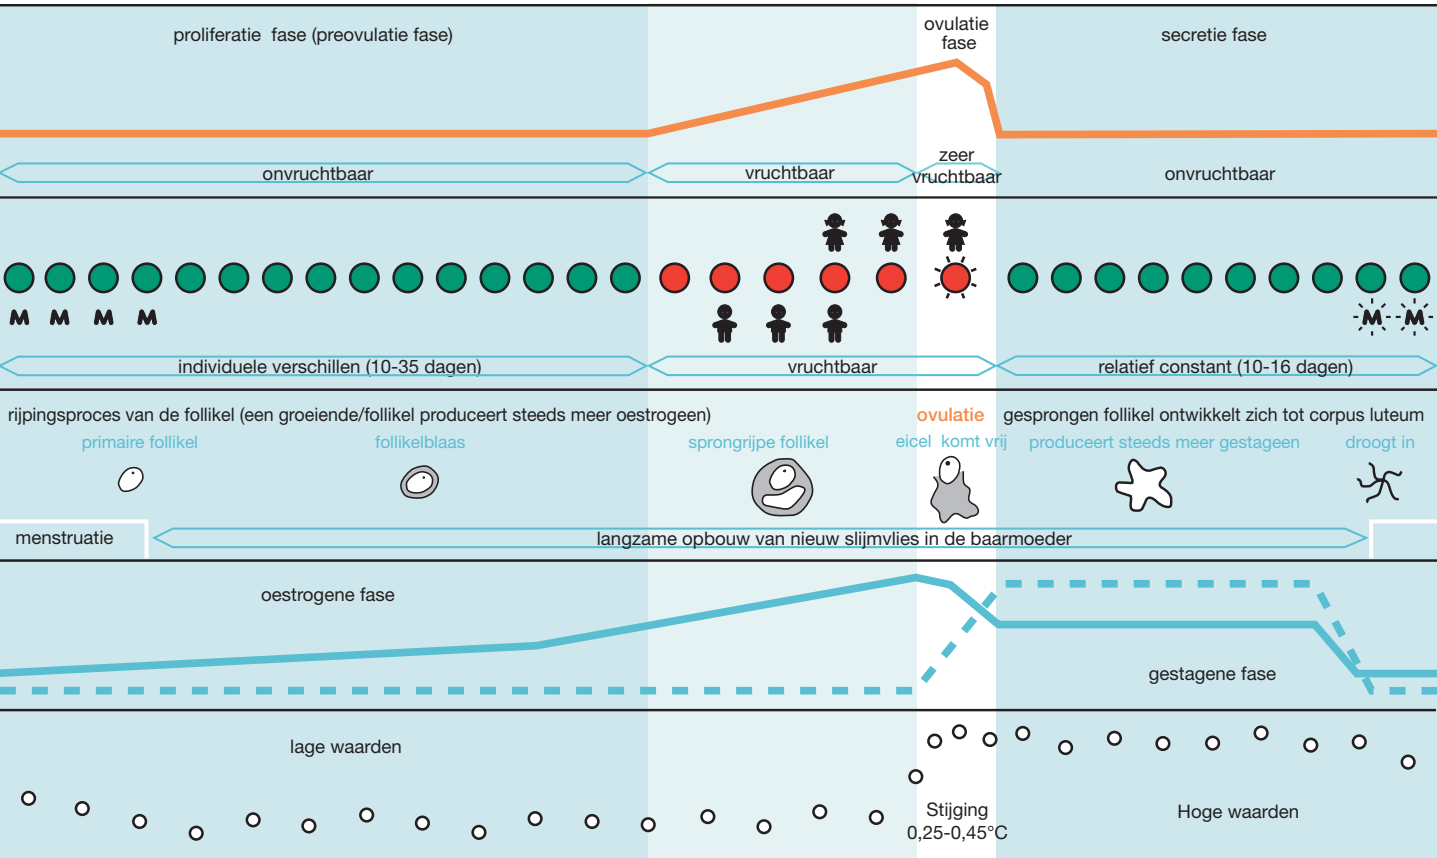 proliferatie fase (preovulatie fase)
ovulatie
fase
secretie fase
onvruchtbaar
vruchtbaar
zeer
vruchtbaar
onvruchtbaar
M M M M
M M
individuele verschillen (10-35 dagen)
vruchtbaar
relatief constant (10-16 dagen)
rijpingsproces van de follikel (een groeiende/follikel produceert steeds meer oestrogeen)
ovulatie
gesprongen follikel ontwikkelt zich tot corpus luteum
primaire follikel
follikelblaas
sprongrijpe follikel
eicel komt vrij
produceert steeds meer gestageen
droogt in
menstruatie
langzame opbouw van nieuw slijmvlies in de baarmoeder
oestrogene fase
gestagene fase
lage waarden
Stijging
0,25-0,45°C
Hoge waarden